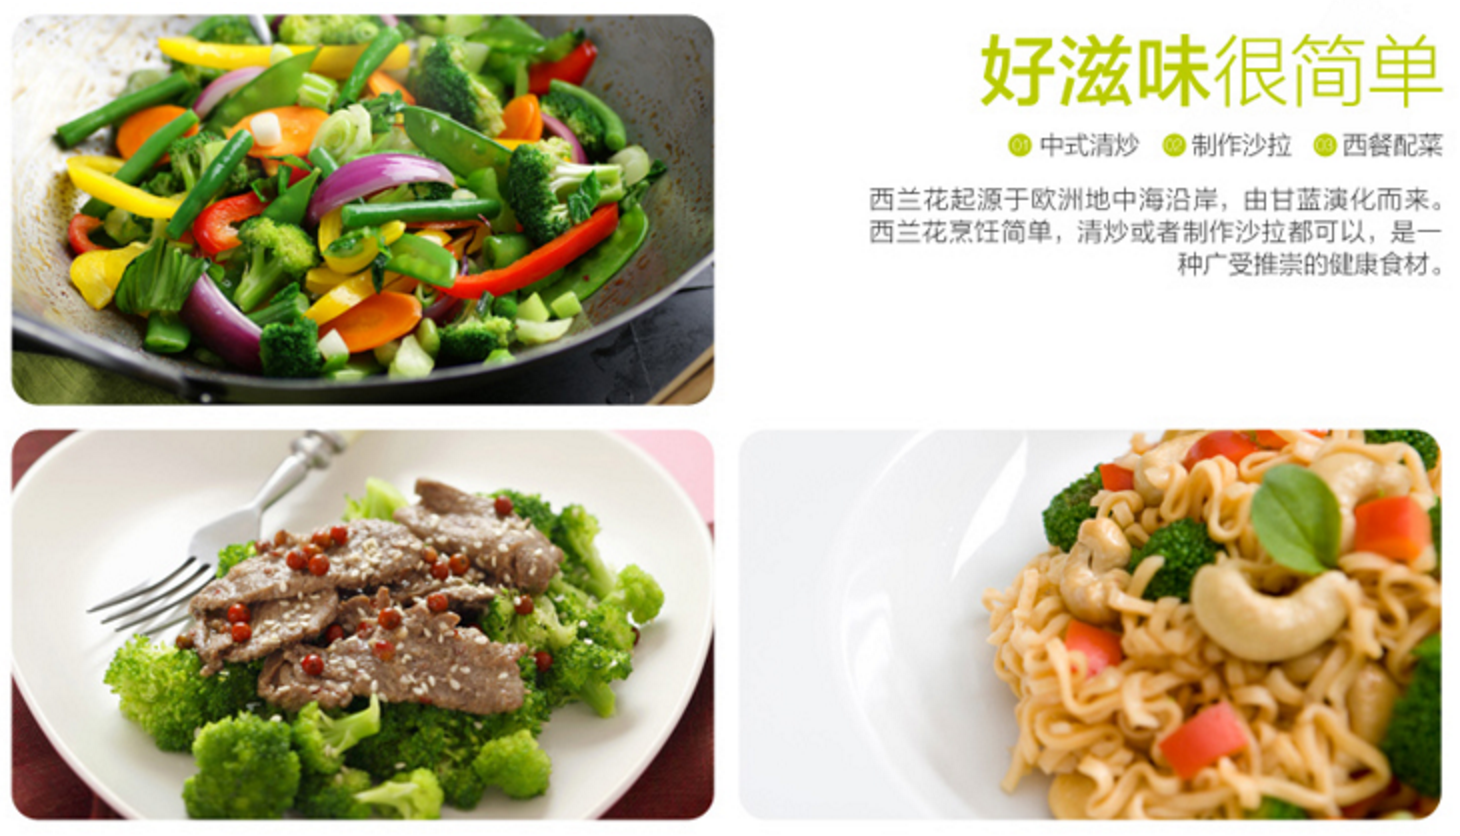 好滋味很简单
01 中式清炒 02 制作沙拉 03 西餐配菜
西兰花起源于欧洲地中海沿岸，由甘蓝演化而来。
西兰花烹饪简单，清炒或者制作沙拉都可以，是一
种广受推崇的健康食材。